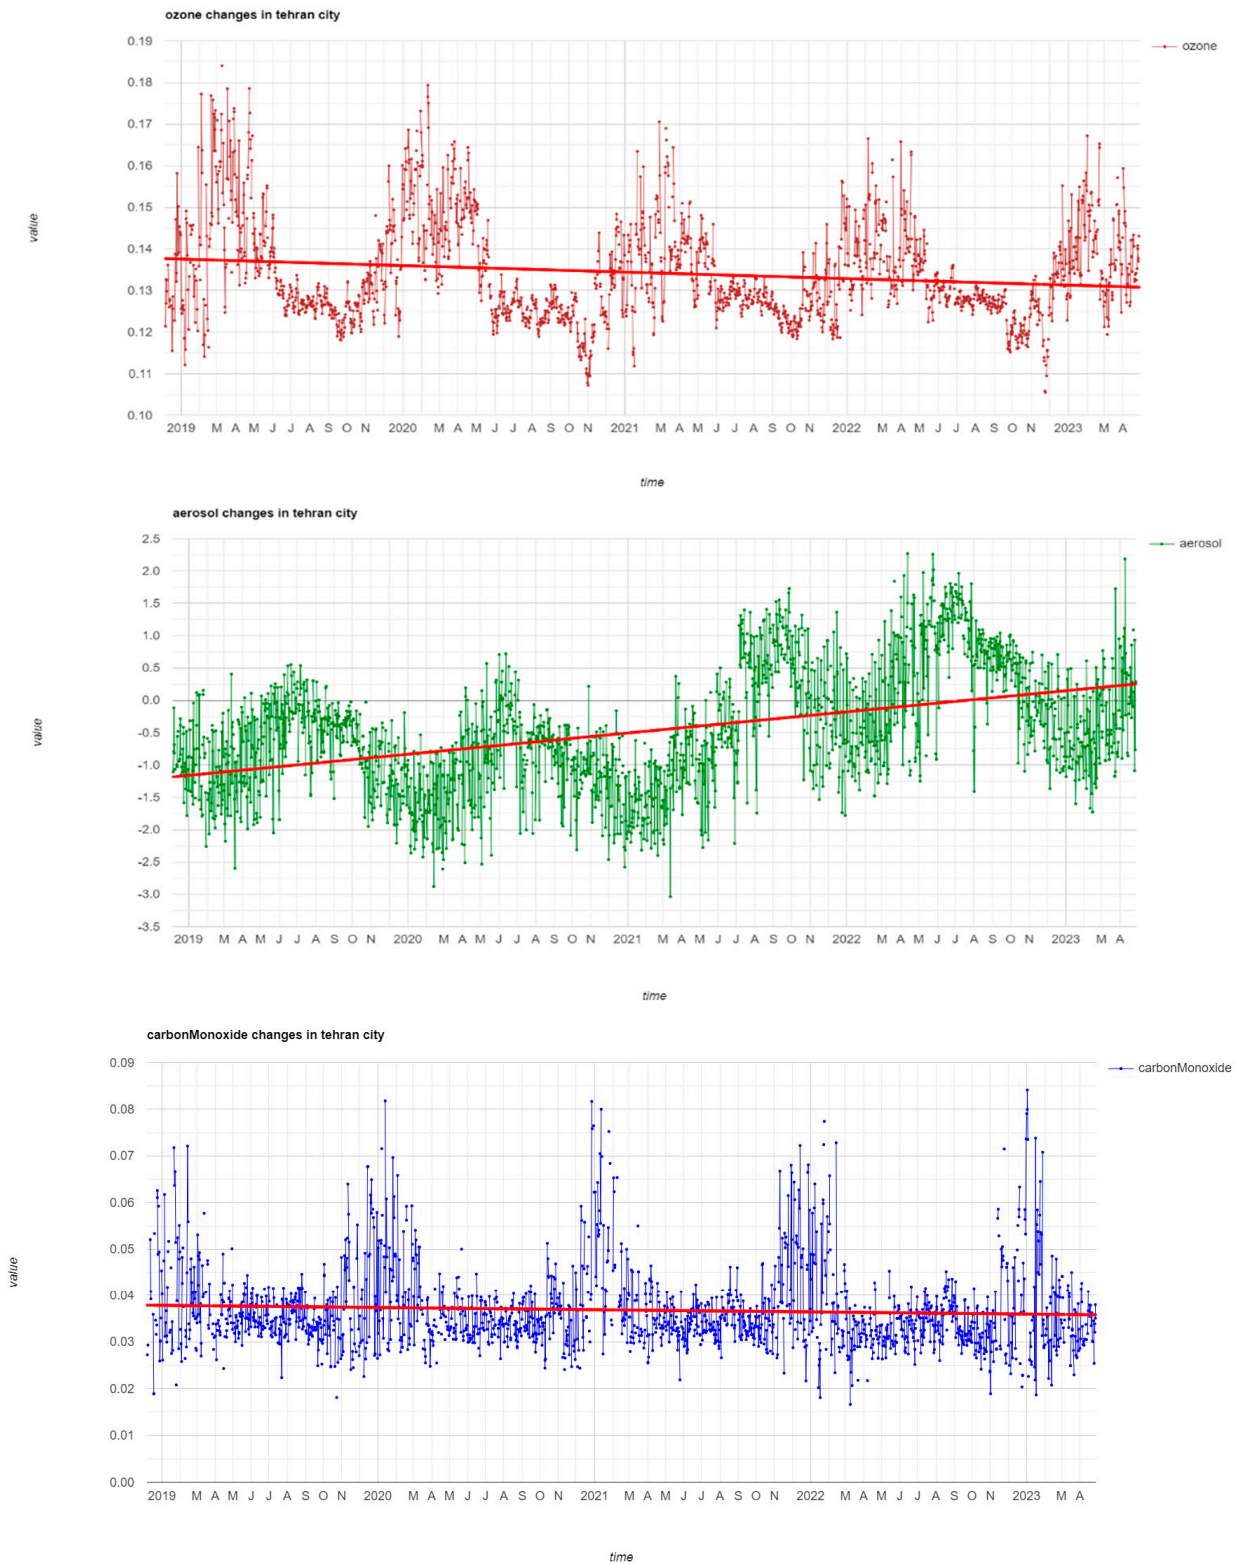 ozone changes in tehran city
ozone
0.19
0.18
0.17
0.16
0.15
0.14
0.13
0.12
0.11
0.10
value
2019 M A M J J A S O N 2020 M A M J J A S O N 2021 M A M J J A S O N 2022 M A M J J A S O N 2023 M A
time
aerosol changes in tehran city
aerosol
2.5
2.0
1.5
1.0
0.5
0.0
-0.5
-1.0
-1.5
-2.0
-2.5
-3.0
-3.5
value
2019 M A M J J A S O N 2020 M A M J J A S O N 2021 M A M J J A S O N 2022 M A M J J A S O N 2023 M A
time
carbonMonoxide changes in tehran city
carbonMonoxide
0.09
0.08
0.07
0.06
0.05
0.04
0.03
0.02
0.01
0.00
value
2019 M A M J J A S O N 2020 M A M J J A S O N 2021 M A M J J A S O N 2022 M A M J J A S O N 2023 M A
time